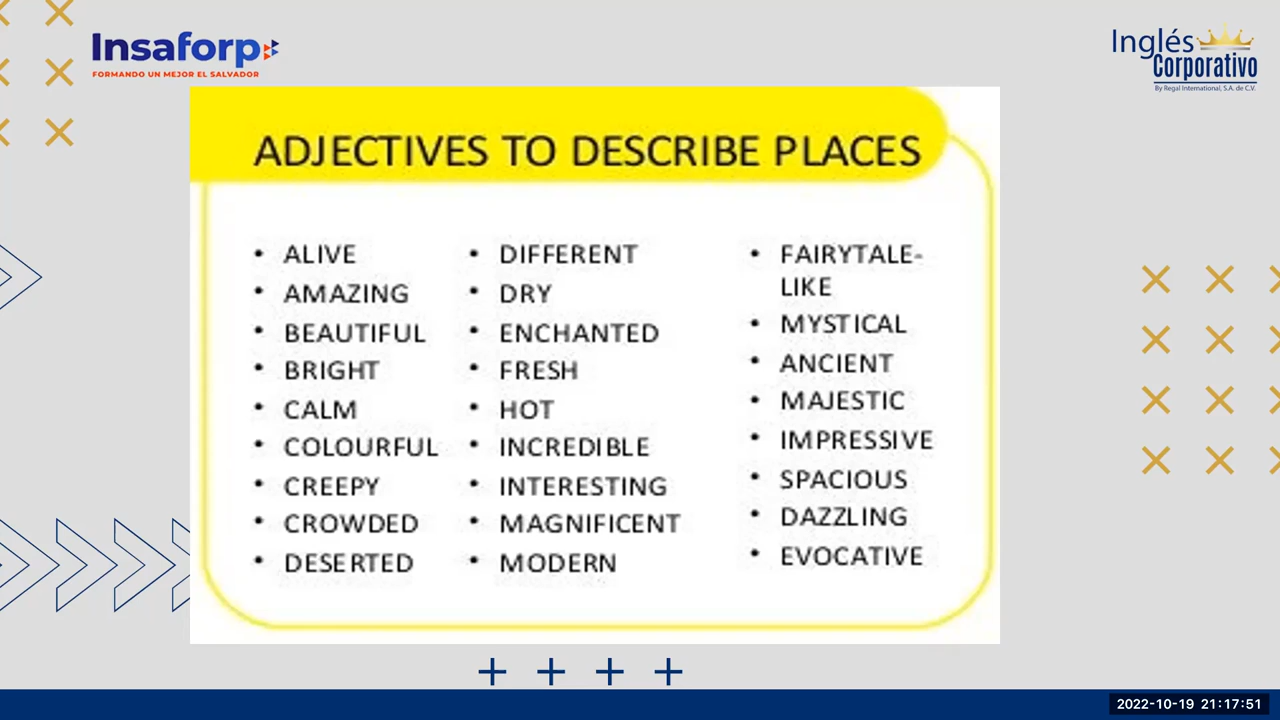 Insaforp
FORMANDO UN MEJOR EL SALVADOR
Inglés
Corporativo
By Regal International, S.A. de C.V.
ADJECTIVES TO DESCRIBE PLACES
• ALIVE
• AMAZING
• BEAUTIFUL
• BRIGHT
• CALM
• COLOURFUL
• CREEPY
• CROWDED
• DESERTED
• DIFFERENT
• DRY
• ENCHANTED
• FRESH
• HOT
• INCREDIBLE
• INTERESTING
• MAGNIFICENT
• MODERN
• FAIRYTALE-
LIKE
• MYSTICAL
• ANCIENT
• MAJESTIC
• IMPRESSIVE
• SPACIOUS
• DAZZLING
• EVOCATIVE
2022-10-19 21:17:51